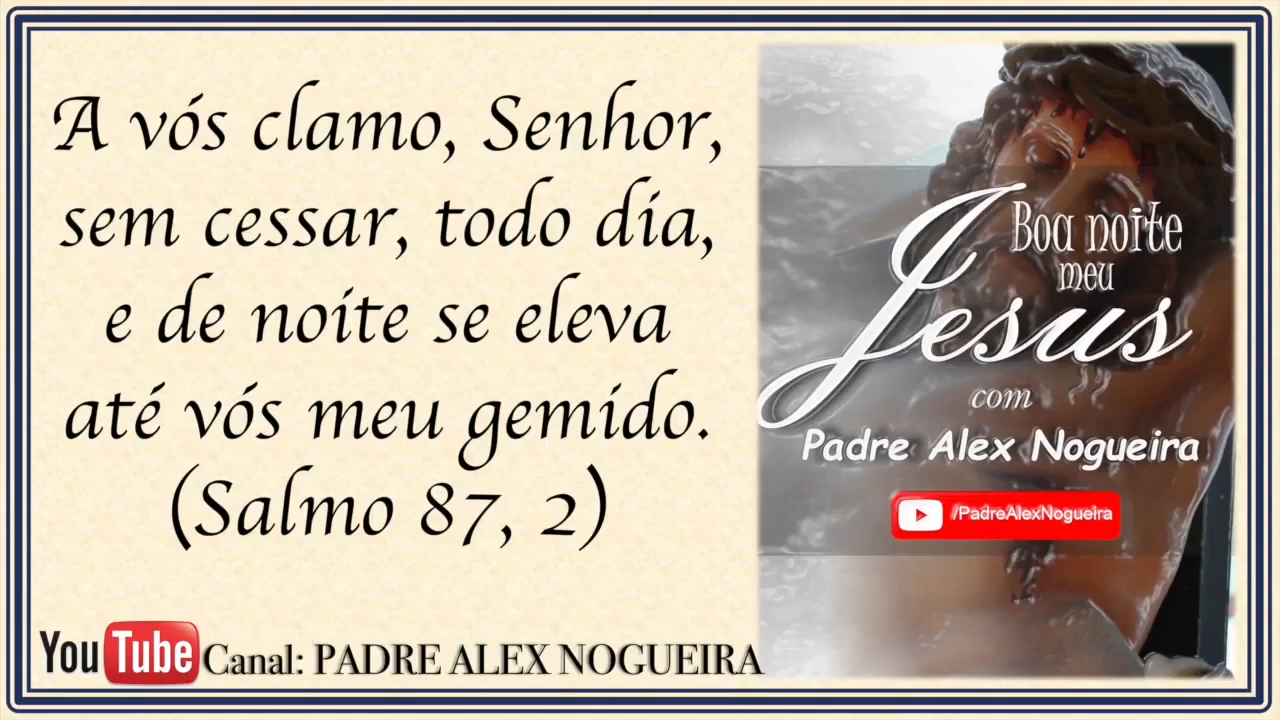 A vós clamo, Senhor,
sem cessar, todo dia,
e de noite se eleva
até vós meu gemido.
(Salmo 87, 2)
YouTube Canal: PADRE ALEX NOGUEIRA
Boa noite
meu
Jesus
com
Padre Alex Nogueira
/PadreAlexNogueira